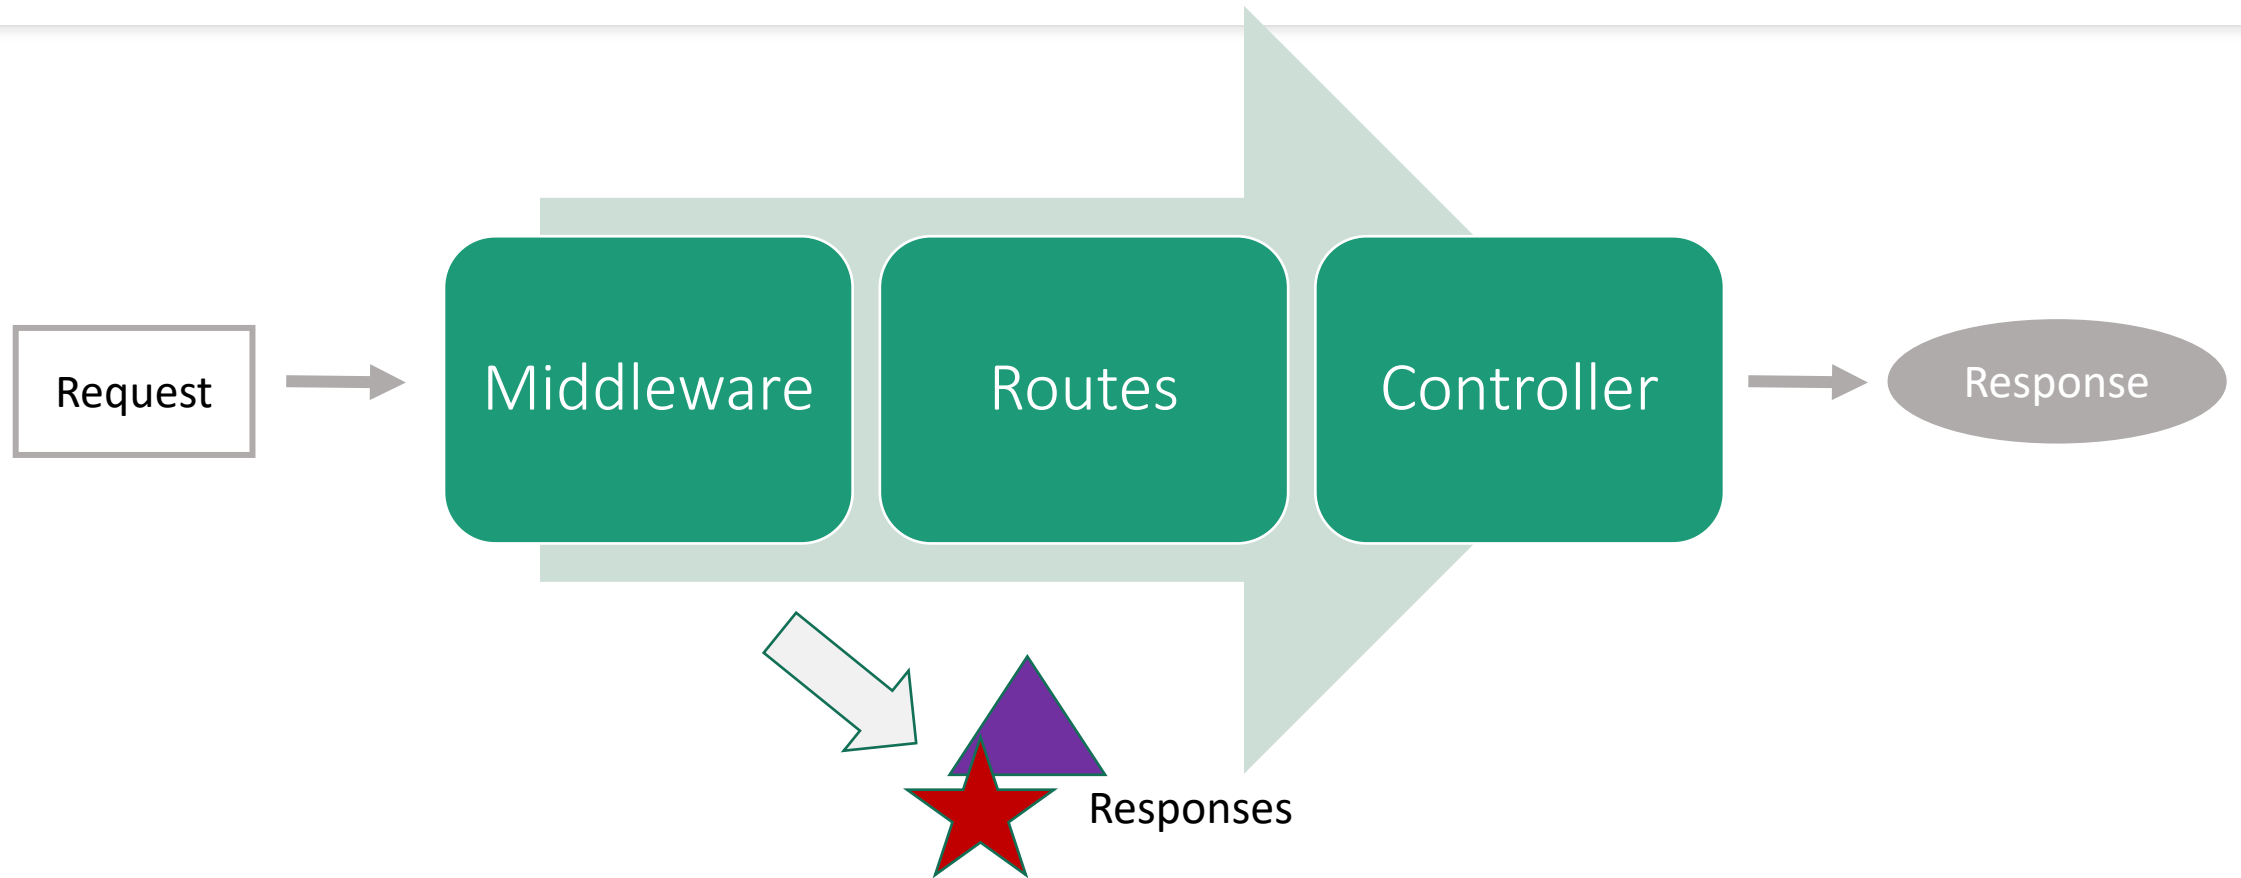 Request
Middleware
Routes
Controller
Response
Responses